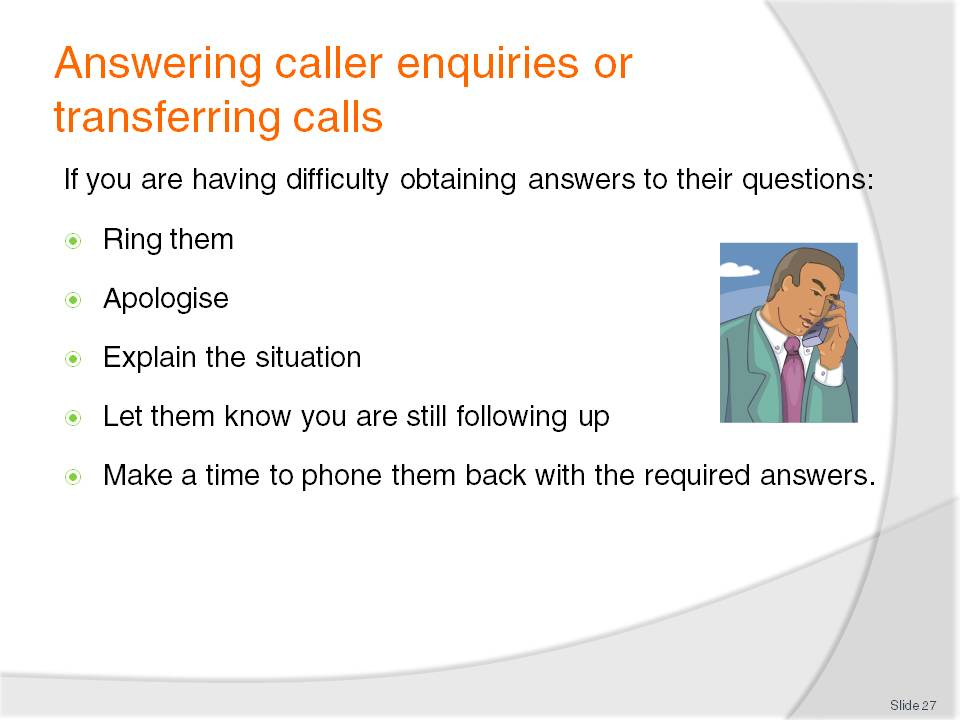 Answering caller enquiries or
transferring calls
If you are having difficulty obtaining answers to their questions:
Ring them
Apologise
Explain the situation
Let them know you are still following up
Make a time to phone them back with the required answers.
Slide 27